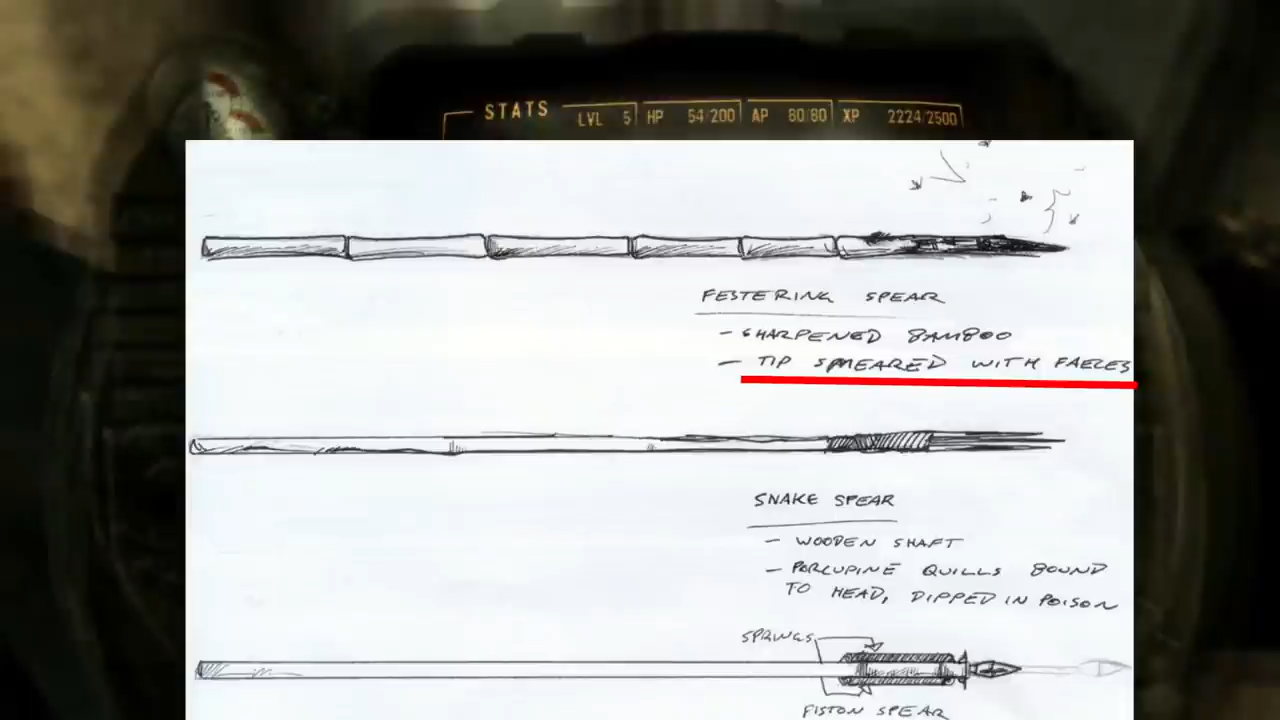 STATS LVL 5 HP 54/200 AP 80/80 XP 2224/2500
FESTERING SPEAR
- SHARPENED BAMBOO
- TIP SMEARED WITH FAECES
SNAKE SPEAR
- WOODEN SHAFT
- PORCUPINE QUILLS BOUND
TO HEAD, DIPPED IN POISON
SPRINGS
PISTON SPEAR